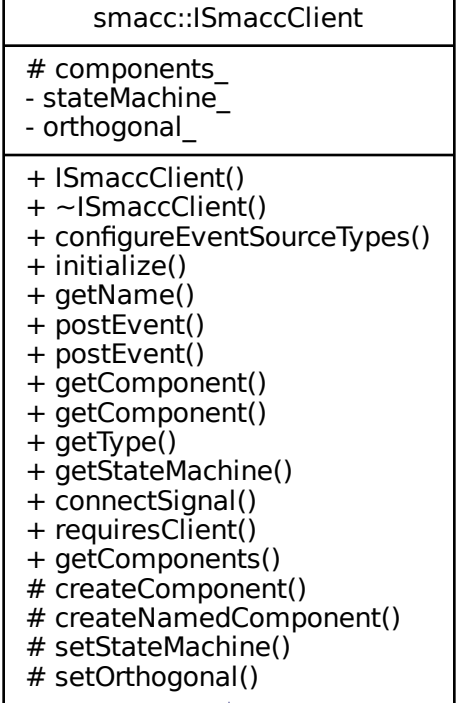 smacc::ISmaccClient
# components_
- stateMachine_
- orthogonal_
+ ISmaccClient()
+ ~ISmaccClient()
+ configureEventSourceTypes()
+ initialize()
+ getName()
+ postEvent()
+ postEvent()
+ getComponent()
+ getComponent()
+ getType()
+ getStateMachine()
+ connectSignal()
+ requiresClient()
+ getComponents()
# createComponent()
# createNamedComponent()
# setStateMachine()
# setOrthogonal()